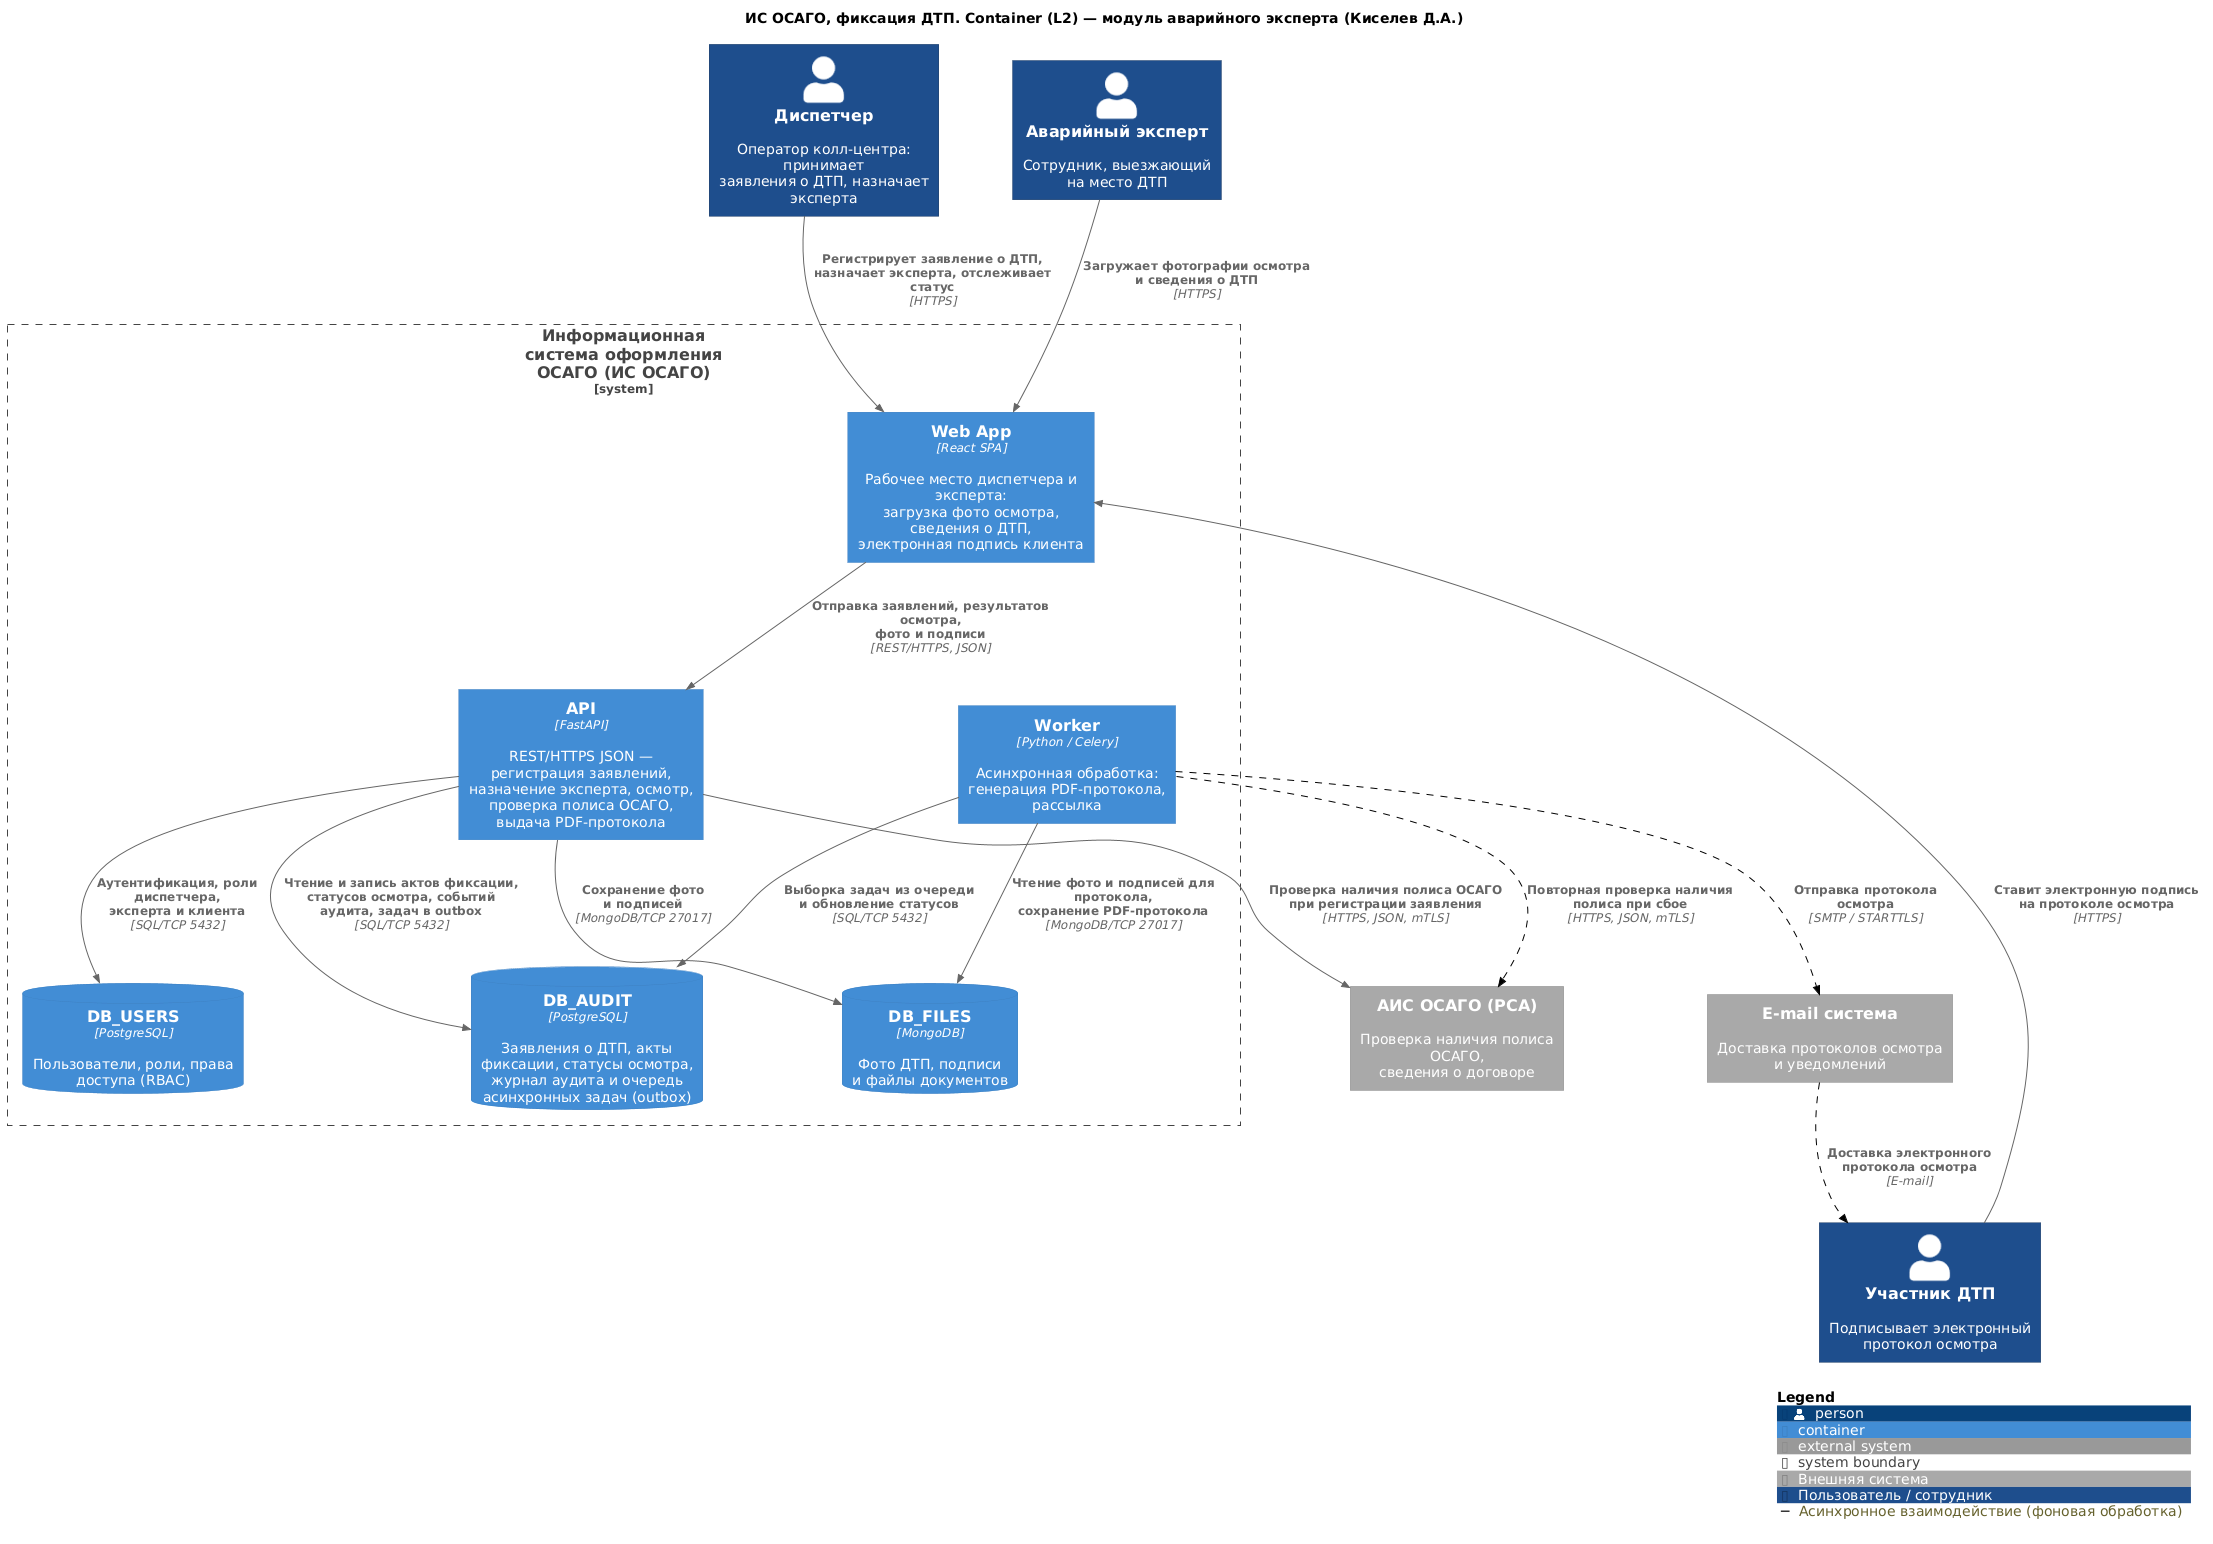 ИС ОСАГО, фиксация ДТП. Container (L2) — модуль аварийного эксперта (Киселев Д.А.)
Диспетчер
Оператор колл-центра:
принимает
заявления о ДТП, назначает
эксперта
Аварийный эксперт
Сотрудник, выезжающий
на место ДТП
Регистрирует заявление о ДТП,
назначает эксперта, отслеживает
статус
[HTTPS]
Загружает фотографии осмотра
и сведения о ДТП
[HTTPS]
Информационная
система оформления
ОСАГО (ИС ОСАГО)
[system]
Web App
[React SPA]
Рабочее место диспетчера и
эксперта:
загрузка фото осмотра,
сведения о ДТП,
электронная подпись клиента
Отправка заявлений, результатов
осмотра,
фото и подписи
[REST/HTTPS, JSON]
API
[FastAPI]
REST/HTTPS JSON —
регистрация заявлений,
назначение эксперта, осмотр,
проверка полиса ОСАГО,
выдача PDF-протокола
Worker
[Python / Celery]
Асинхронная обработка:
генерация PDF-протокола,
рассылка
Аутентификация, роли
диспетчера,
эксперта и клиента
[SQL/TCP 5432]
Чтение и запись актов фиксации,
статусов осмотра, событий
аудита, задач в outbox
[SQL/TCP 5432]
Сохранение фото
и подписей
[MongoDB/TCP 27017]
Выборка задач из очереди
и обновление статусов
[SQL/TCP 5432]
Чтение фото и подписей для
протокола,
сохранение PDF-протокола
[MongoDB/TCP 27017]
Проверка наличия полиса ОСАГО
при регистрации заявления
[HTTPS, JSON, mTLS]
Повторная проверка наличия
полиса при сбое
[HTTPS, JSON, mTLS]
Отправка протокола
осмотра
[SMTP / STARTTLS]
Ставит электронную подпись
на протоколе осмотра
[HTTPS]
DB_USERS
[PostgreSQL]
Пользователи, роли, права
доступа (RBAC)
DB_AUDIT
[PostgreSQL]
Заявления о ДТП, акты
фиксации, статусы осмотра,
журнал аудита и очередь
асинхронных задач (outbox)
DB_FILES
[MongoDB]
Фото ДТП, подписи
и файлы документов
АИС ОСАГО (РСА)
Проверка наличия полиса
ОСАГО,
сведения о договоре
E-mail система
Доставка протоколов осмотра
и уведомлений
Доставка электронного
протокола осмотра
[E-mail]
Участник ДТП
Подписывает электронный
протокол осмотра
Legend
person
container
external system
system boundary
Внешняя система
Пользователь / сотрудник
Асинхронное взаимодействие (фоновая обработка)